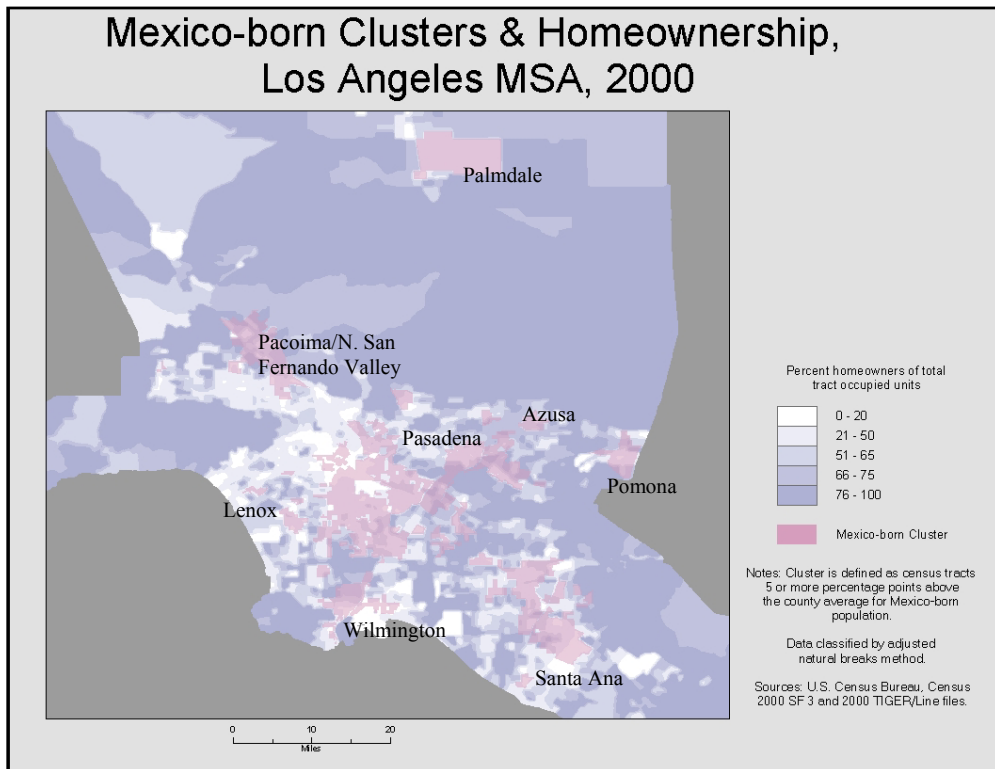 Mexico-born Clusters & Homeownership,
Los Angeles MSA, 2000
Palmdale
Pacoima/N. San
Fernando Valley
Azusa
Pasadena
Pomona
Lenox
Wilmington
Santa Ana
Percent homeowners of total
tract occupied units
0 - 20
21 - 50
51 - 65
66 - 75
76 - 100
Mexico-born Cluster
Notes: Cluster is defined as census tracts
5 or more percentage points above
the county average for Mexico-born
population.
Data classified by adjusted
natural breaks method.
Sources: U.S. Census Bureau, Census
2000 SF 3 and 2000 TIGER/Line files.
0 10 20
Miles